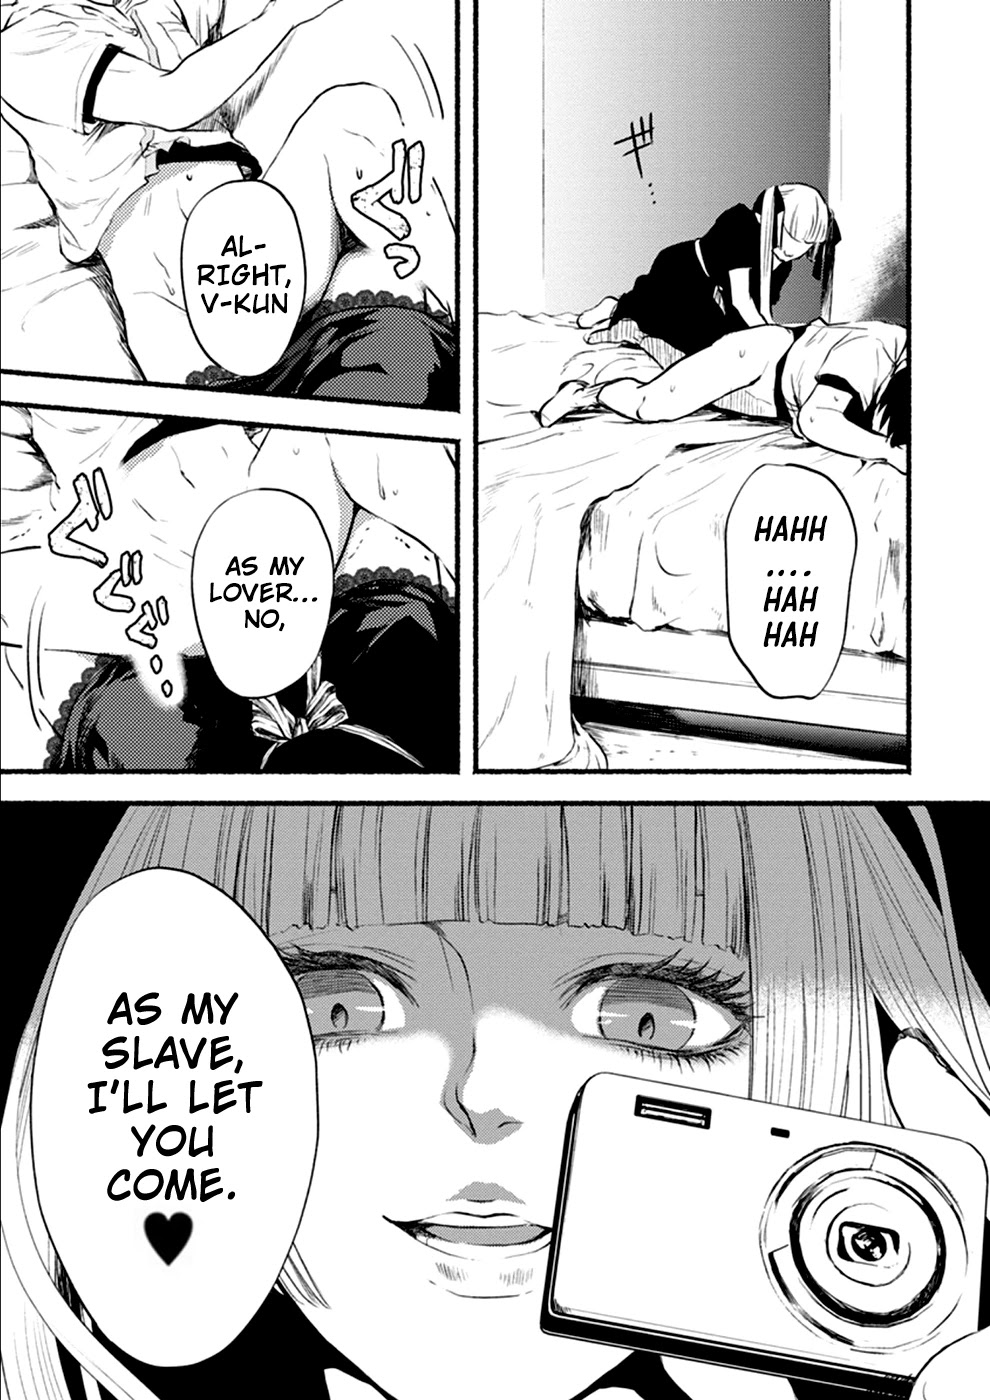 HAHH
....
HAH
HAH
AL-
RIGHT,
V-KUN
AS MY
LOVER...
NO,
AS MY
SLAVE,
I'LL LET
YOU
COME.
♥